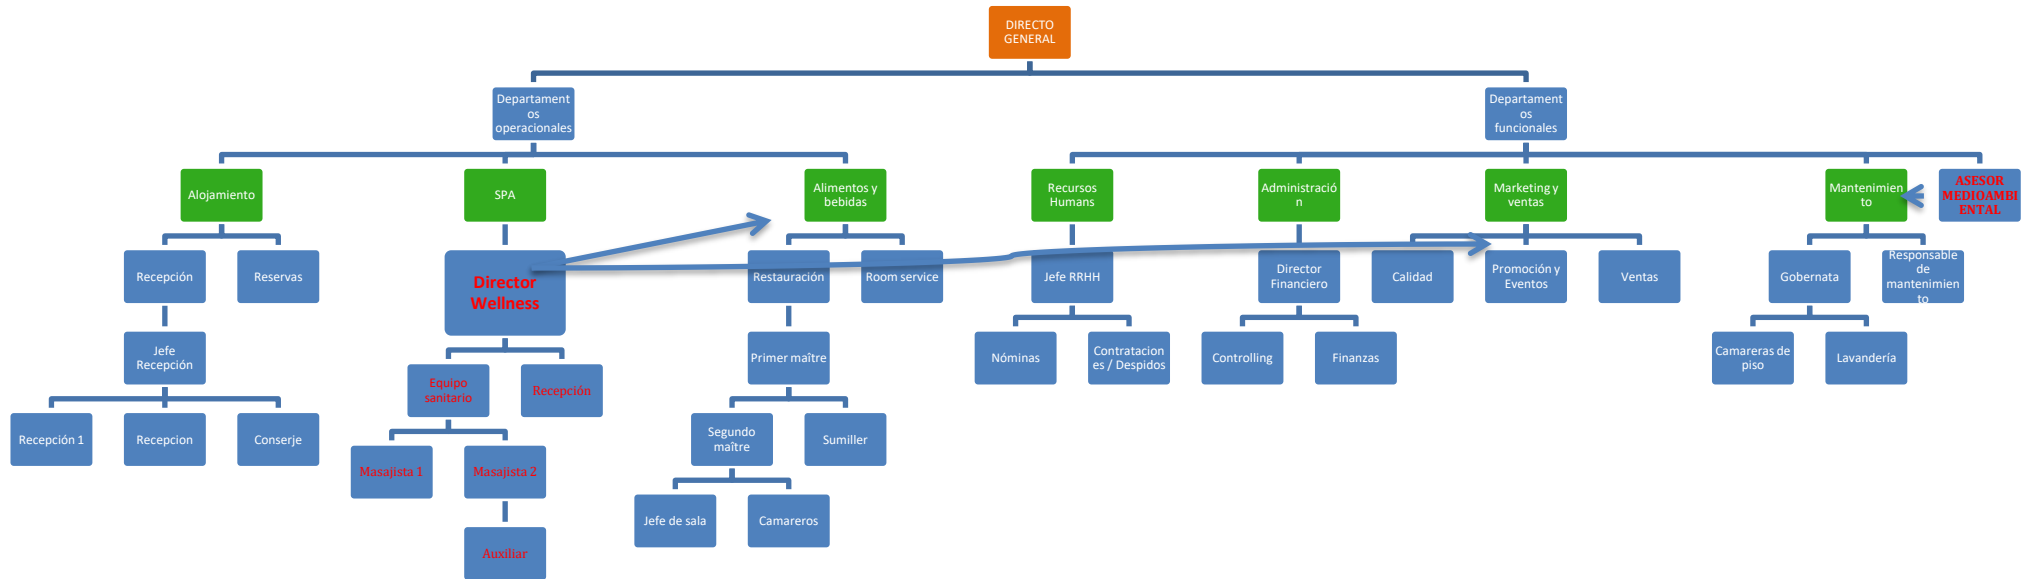 DIRECTO
GENERAL
Departament
os
operacionales
Departament
os
funcionales
Alojamiento
SPA
Alimentos y
bebidas
Recursos
Humans
Administració
n
Marketing y
ventas
Mantenimien
to
ASESOR
MEDIOAMBI
ENTAL
Recepción
Reservas
Director
Wellness
Restauración
Room service
Jefe RRHH
Director
Financiero
Calidad
Promoción y
Eventos
Ventas
Gobernata
Responsable
de
mantenimien
to
Jefe
Recepción
Equipo
sanitario
Recepción
Primer maître
Nóminas
Contratacion
es / Despidos
Controlling
Finanzas
Camareras de
piso
Lavandería
Recepción 1
Recepcion
Conserje
Masajista 1
Masajista 2
Segundo
maître
Sumiller
Auxiliar
Jefe de sala
Camareros